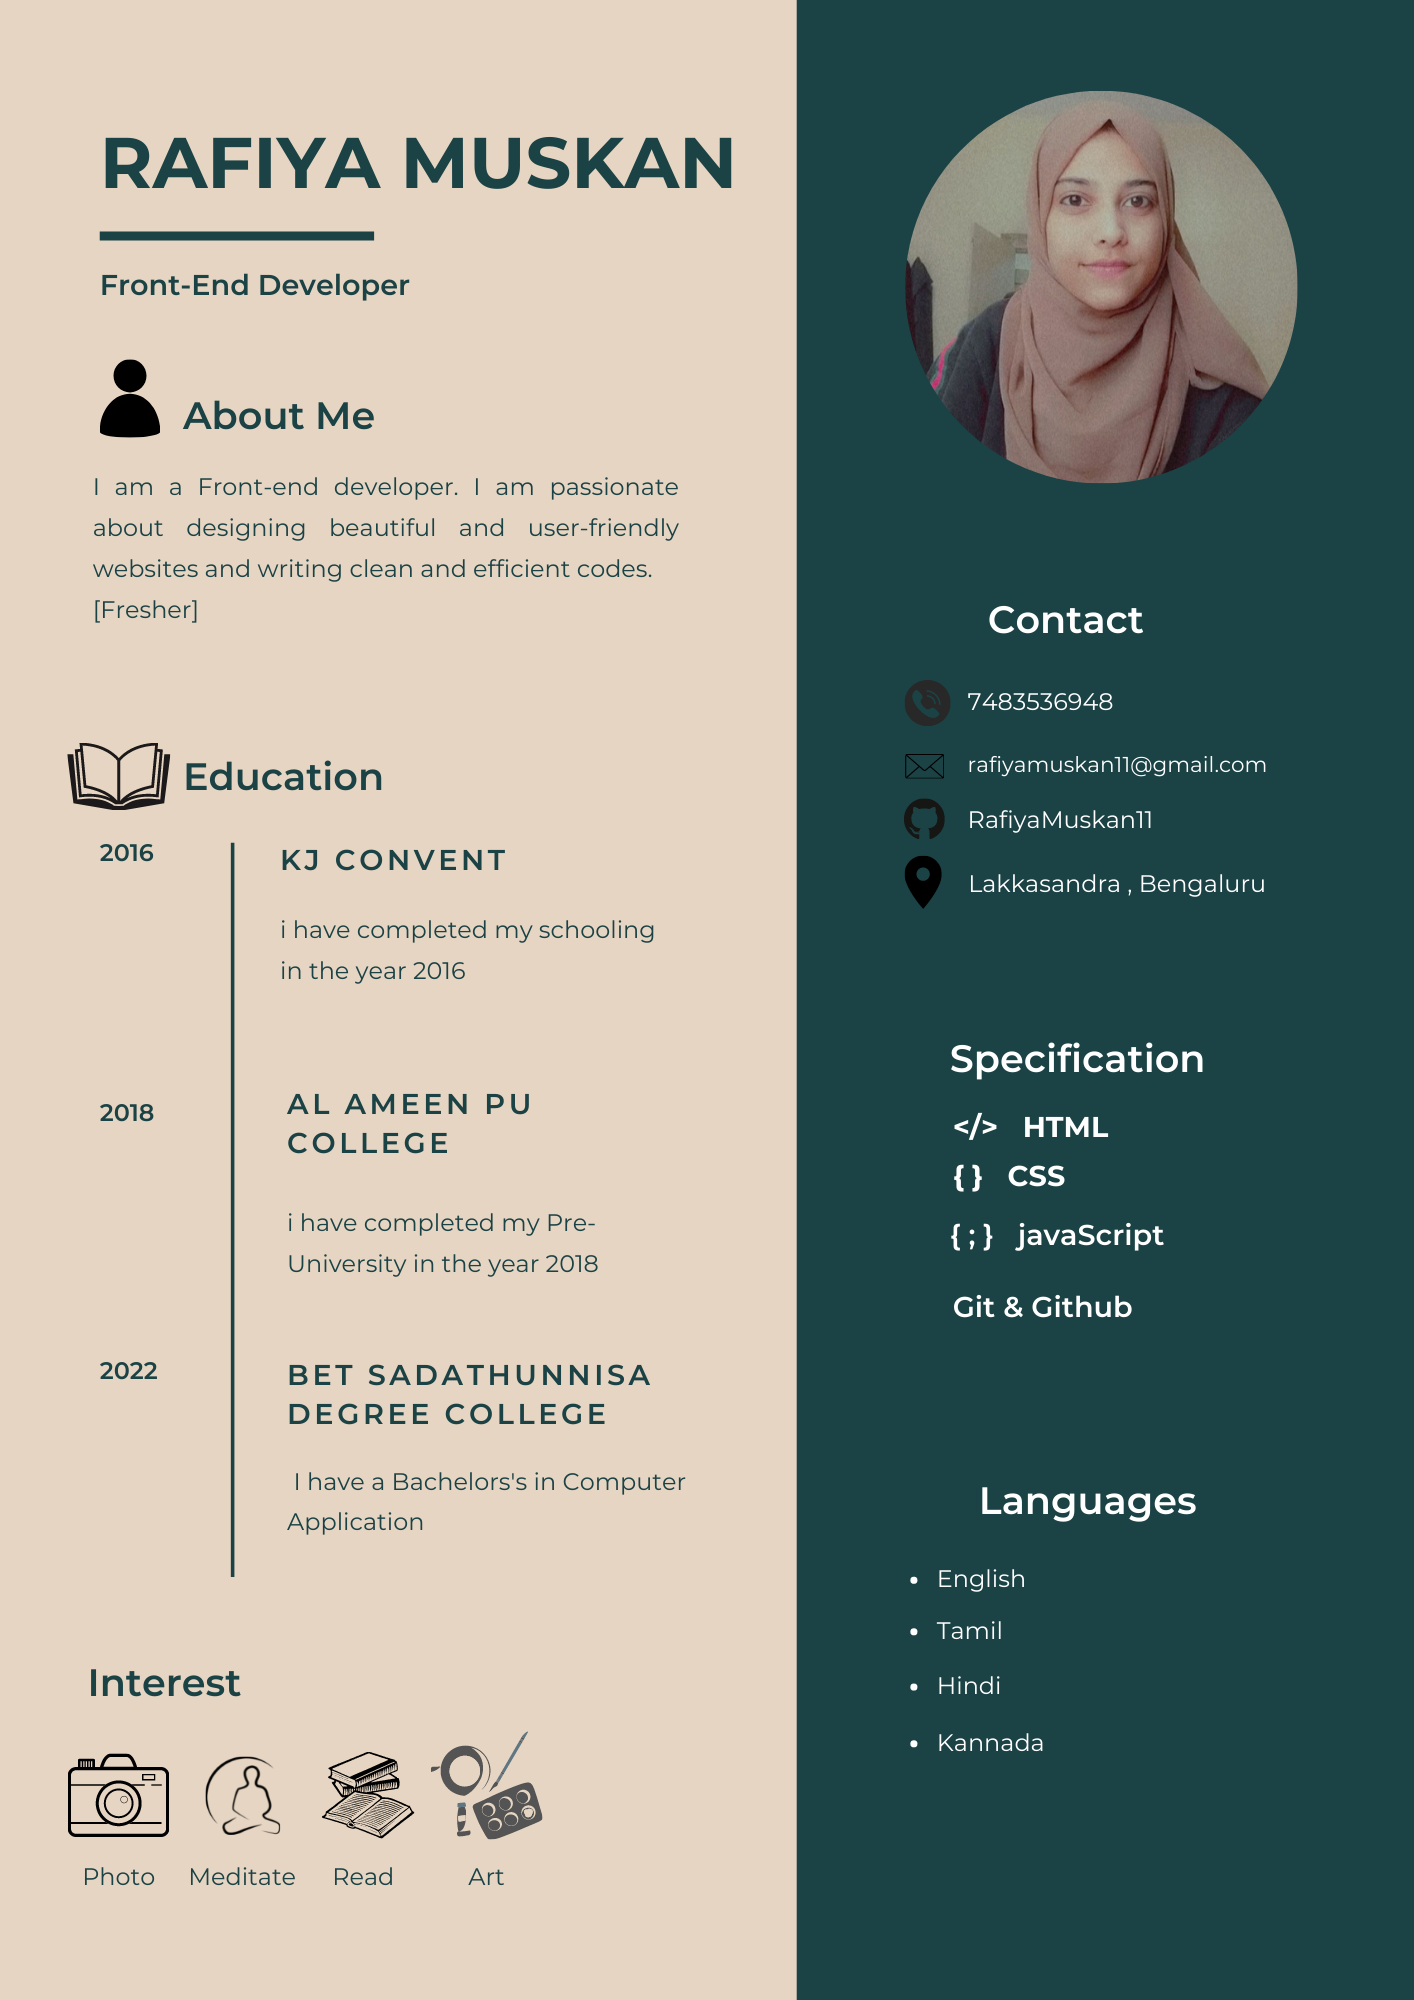 RAFIYA MUSKAN
Front-End Developer
About Me
I am a Front-end developer. I am passionate
about designing beautiful and user-friendly
websites and writing clean and efficient codes.
[Fresher]
Education
2016
KJ CONVENT
i have completed my schooling
in the year 2016
2018
AL AMEEN PU
COLLEGE
i have completed my Pre-
University in the year 2018
2022
BET SADATHUNNISA
DEGREE COLLEGE
I have a Bachelors's in Computer
Application
Interest
Photo
Meditate
Read
Art
Contact
7483536948
rafiyamuskan11@gmail.com
RafiyaMuskan11
Lakkasandra , Bengaluru
Specification
</> HTML
{ } CSS
{ ; } javaScript
Git & Github
Languages
• English
• Tamil
• Hindi
• Kannada